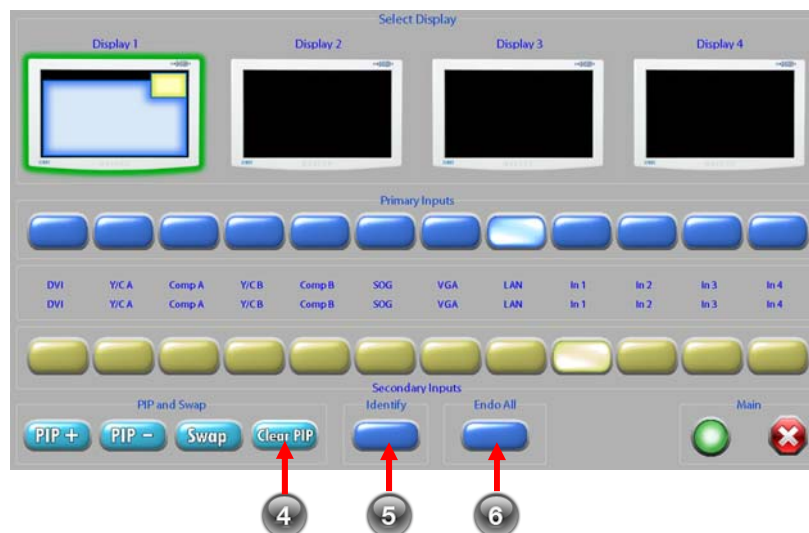 Select Display
Display 1 Display 2 Display 3 Display 4
Primary Inputs
DVI Y/C A Comp A Y/C B Comp B SOG VGA LAN In 1 In 2 In 3 In 4
DVI Y/C A Comp A Y/C B Comp B SOG VGA LAN In 1 In 2 In 3 In 4
Secondary Inputs
PIP and Swap Identify Endo All Main
PIP + PIP - Swap Clear PIP
4 5 6